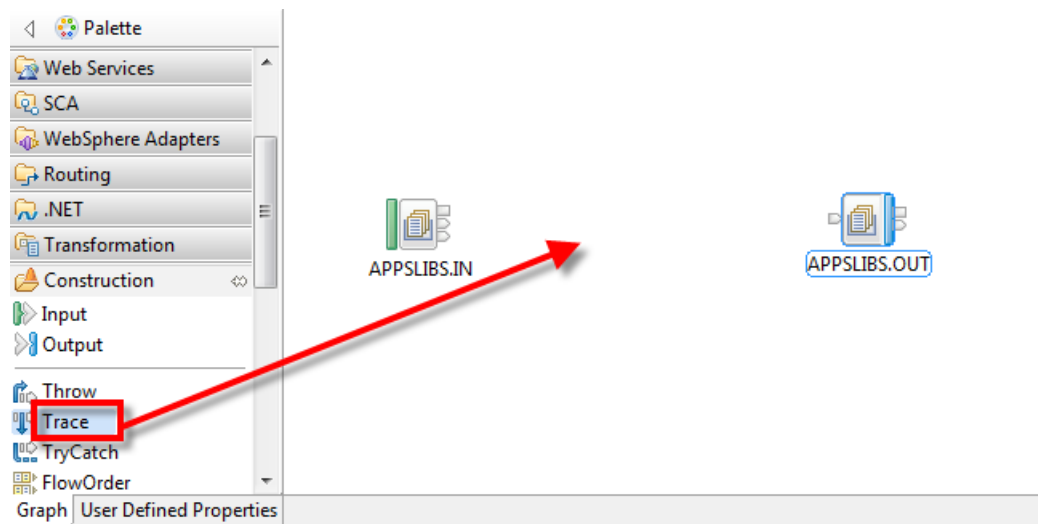 Palette
Web Services
SCA
WebSphere Adapters
Routing
.NET
Transformation
Construction
Input
Output
Throw
Trace
TryCatch
FlowOrder
Graph User Defined Properties
APPSLIBS.IN
APPSLIBS.OUT